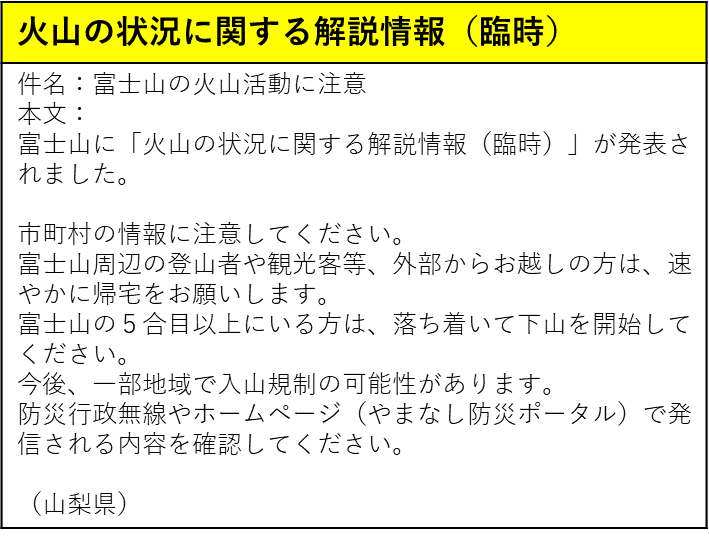 火山の状況に関する解説情報（臨時）
件名：富士山の火山活動に注意
本文：
富士山に「火山の状況に関する解説情報（臨時）」が発表さ
れました。
市町村の情報に注意してください。
富士山周辺の登山者や観光客等、外部からお越しの方は、速
やかに帰宅をお願いします。
富士山の５合目以上にいる方は、落ち着いて下山を開始して
ください。
今後、一部地域で入山規制の可能性があります。
防災行政無線やホームページ（やまなし防災ポータル）で発
信される内容を確認してください。
（山梨県）